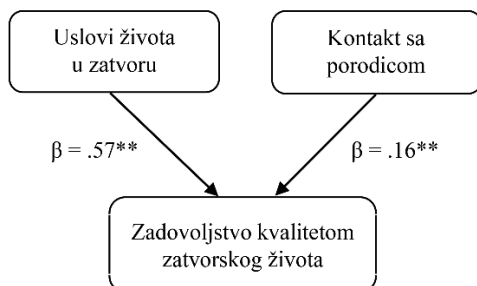 Uslovi života
u zatvoru
Kontakt sa
porodicom
β = .57**
β = .16**
Zadovoljstvo kvalitetom
zatvorskog života